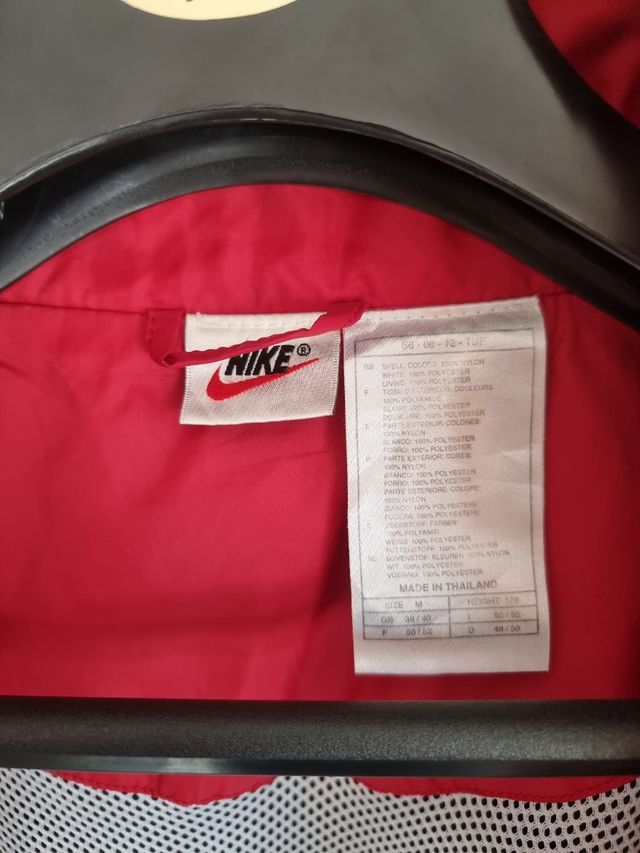 NIKE®
S6 - 08 - 12 - TSP
GB SHELL: COLORS: 100% NYLON
WHITE: 100% POLYESTER
LINING: 100% POLYESTER
F TISSU EXTERIEUR: COULEURS
100% POLYAMIDE
BLANC: 100% POLYESTER
DOUBLURE: 100% POLYESTER
E PARTE EXTERIOR: COLORES:
100% NYLON
BLANCO: 100% POLYESTER
FORRO: 100% POLYESTER
P PARTE EXTERIOR: CORES:
100% NYLON
BRANCO: 100% POLYESTER
FORRO: 100% POLYESTER
PARTE ESTERIORE: COLORE:
100% NYLON
BIANCO: 100% POLYESTER
FODERA: 100% POLYESTER
D OBERSTOFF: FARBEN:
100% POLYAMID
WEISS: 100% POLYESTER
FUTTERSTOFF: 100% POLYESTER
NL BOVENSTOF: KLEUREN: 100% NYLON
WIT: 100% POLYESTER
VOERING: 100% POLYESTER
MADE IN THAILAND
SIZE M HEIGHT 178
GB 38/40 I 50/52
F 50/52 D 48/50